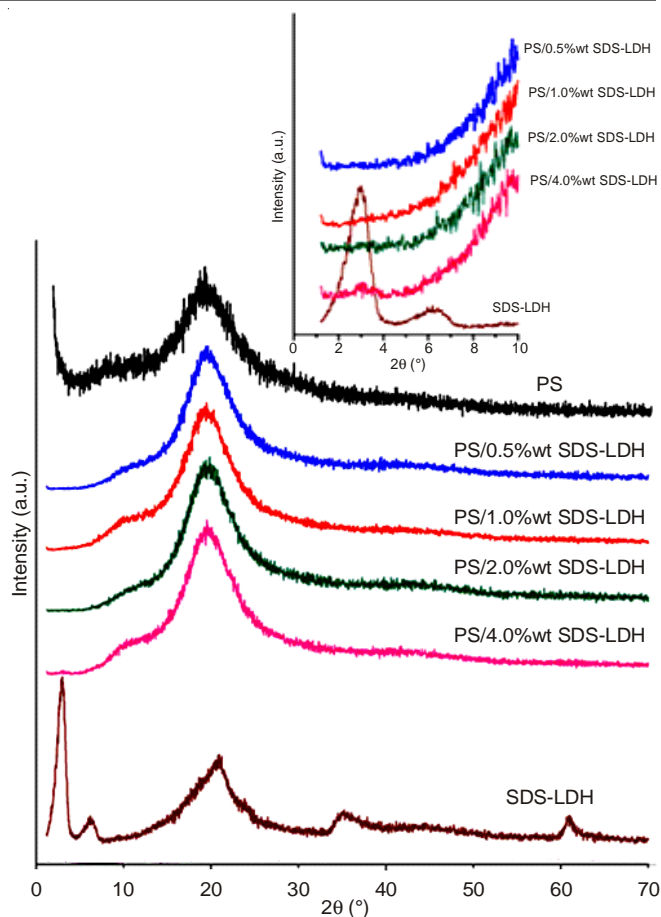 PS/0.5%wt SDS-LDH
PS/1.0%wt SDS-LDH
PS/2.0%wt SDS-LDH
PS/4.0%wt SDS-LDH
SDS-LDH
Intensity (a.u.)
0 2 4 6 8 10
2θ (°)
PS
PS/0.5%wt SDS-LDH
PS/1.0%wt SDS-LDH
PS/2.0%wt SDS-LDH
PS/4.0%wt SDS-LDH
SDS-LDH
Intensity (a.u.)
0 10 20 30 40 50 60 70
2θ (°)